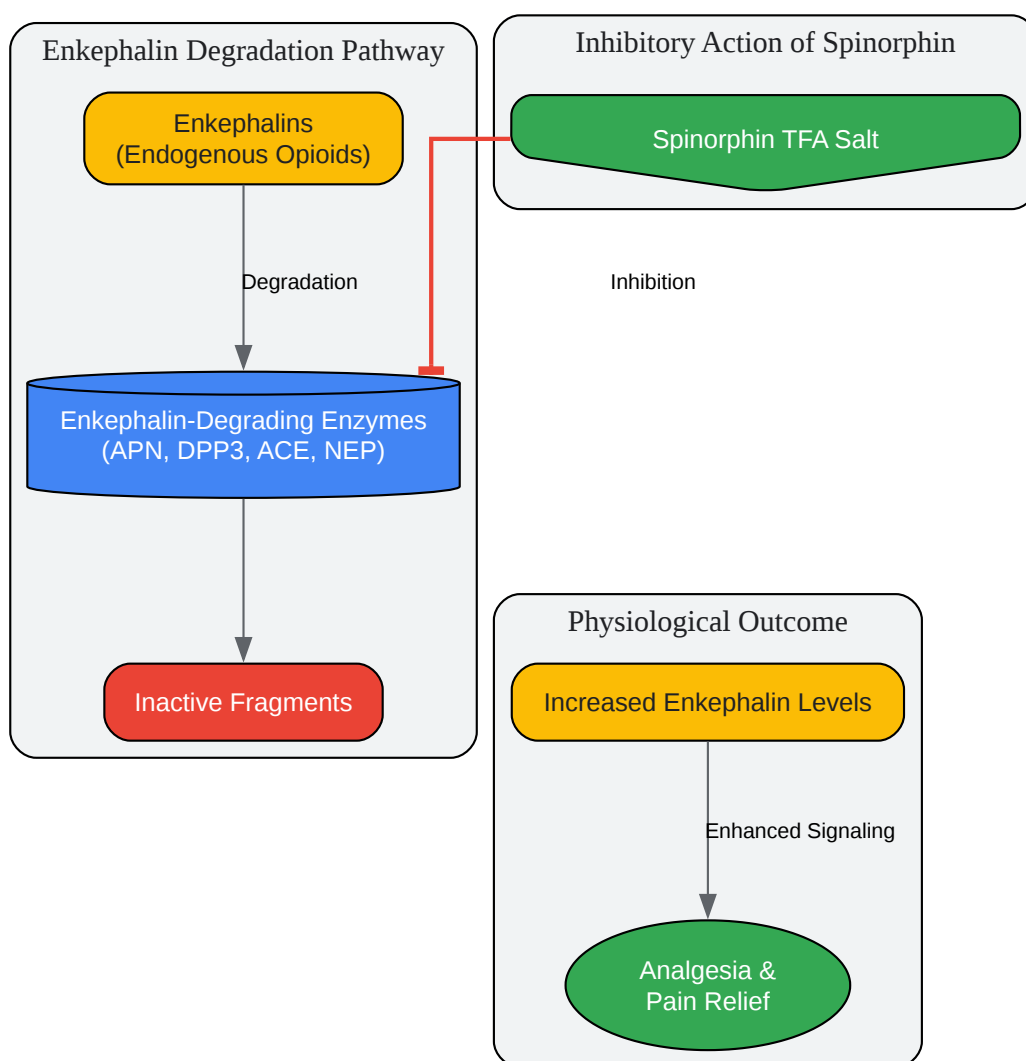 Enkephalin Degradation Pathway
Enkephalins
(Endogenous Opioids)
Degradation
Enkephalin-Degrading Enzymes
(APN, DPP3, ACE, NEP)
Inactive Fragments
Inhibitory Action of Spinorphin
Spinorphin TFA Salt
Inhibition
Physiological Outcome
Increased Enkephalin Levels
Enhanced Signaling
Analgesia &
Pain Relief